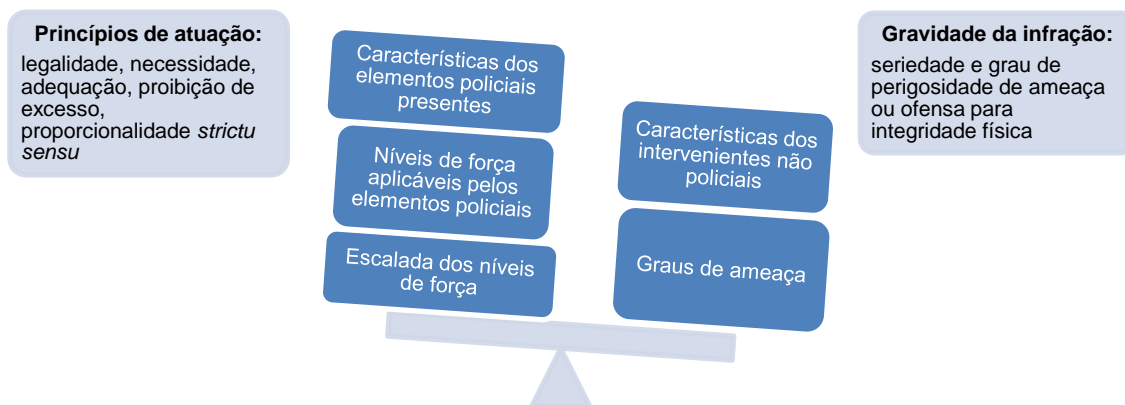 Princípios de atuação:
legalidade, necessidade,
adequação, proibição de
excesso,
proporcionalidade strictu
sensu
Características dos
elementos policiais
presentes
Níveis de força
aplicáveis pelos
elementos policiais
Escalada dos níveis
de força
Características dos
intervenientes não
policiais
Graus de ameaça
Gravidade da infração:
seriedade e grau de
perigosidade de ameaça
ou ofensa para
integridade física